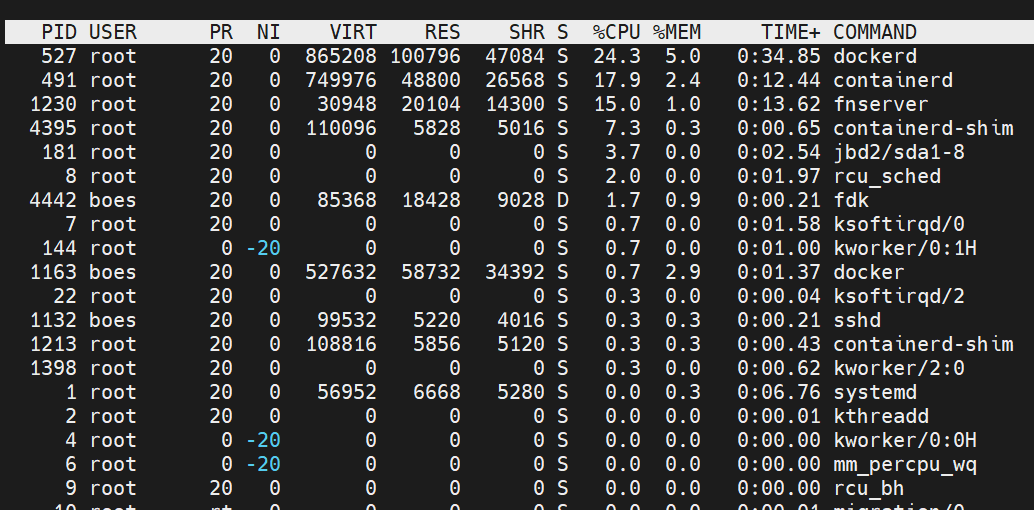 PID USER PR NI VIRT RES SHR S %CPU %MEM TIME+ COMMAND
527 root 20 0 865208 100796 47084 S 24.3 5.0 0:34.85 dockerd
491 root 20 0 749976 48800 26568 S 17.9 2.4 0:12.44 containerd
1230 root 20 0 30948 20104 14300 S 15.0 1.0 0:13.62 fnserver
4395 root 20 0 110096 5828 5016 S 7.3 0.3 0:00.65 containerd-shim
181 root 20 0 0 0 0 S 3.7 0.0 0:02.54 jbd2/sda1-8
8 root 20 0 0 0 0 S 2.0 0.0 0:01.97 rcu_sched
4442 boes 20 0 85368 18428 9028 D 1.7 0.9 0:00.21 fdk
7 root 20 0 0 0 0 S 0.7 0.0 0:01.58 ksoftirqd/0
144 root 0 -20 0 0 0 S 0.7 0.0 0:01.00 kworker/0:1H
1163 boes 20 0 527632 58732 34392 S 0.7 2.9 0:01.37 docker
22 root 20 0 0 0 0 S 0.3 0.0 0:00.04 ksoftirqd/2
1132 boes 20 0 99532 5220 4016 S 0.3 0.3 0:00.21 sshd
1213 root 20 0 108816 5856 5120 S 0.3 0.3 0:00.43 containerd-shim
1398 root 20 0 0 0 0 S 0.3 0.0 0:00.62 kworker/2:0
1 root 20 0 56952 6668 5280 S 0.0 0.3 0:06.76 systemd
2 root 20 0 0 0 0 S 0.0 0.0 0:00.01 kthreadd
4 root 0 -20 0 0 0 S 0.0 0.0 0:00.00 kworker/0:0H
6 root 0 -20 0 0 0 S 0.0 0.0 0:00.00 mm_percpu_wq
9 root 20 0 0 0 0 S 0.0 0.0 0:00.00 rcu_bh
10 root rt 0 0 0 0 S 0.0 0.0 0:00.01 migration/0